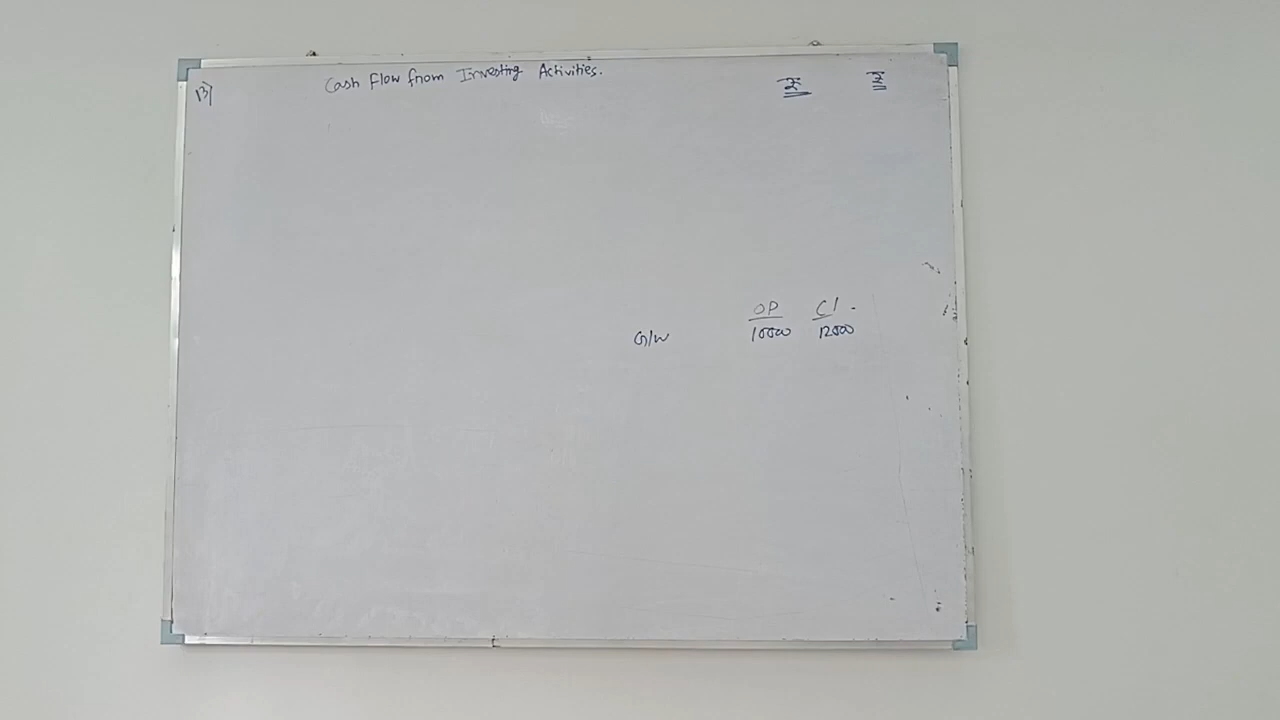 B) Cash Flow from Investing Activities. ₹ ₹
OP Cl.
G/W 10000 12000